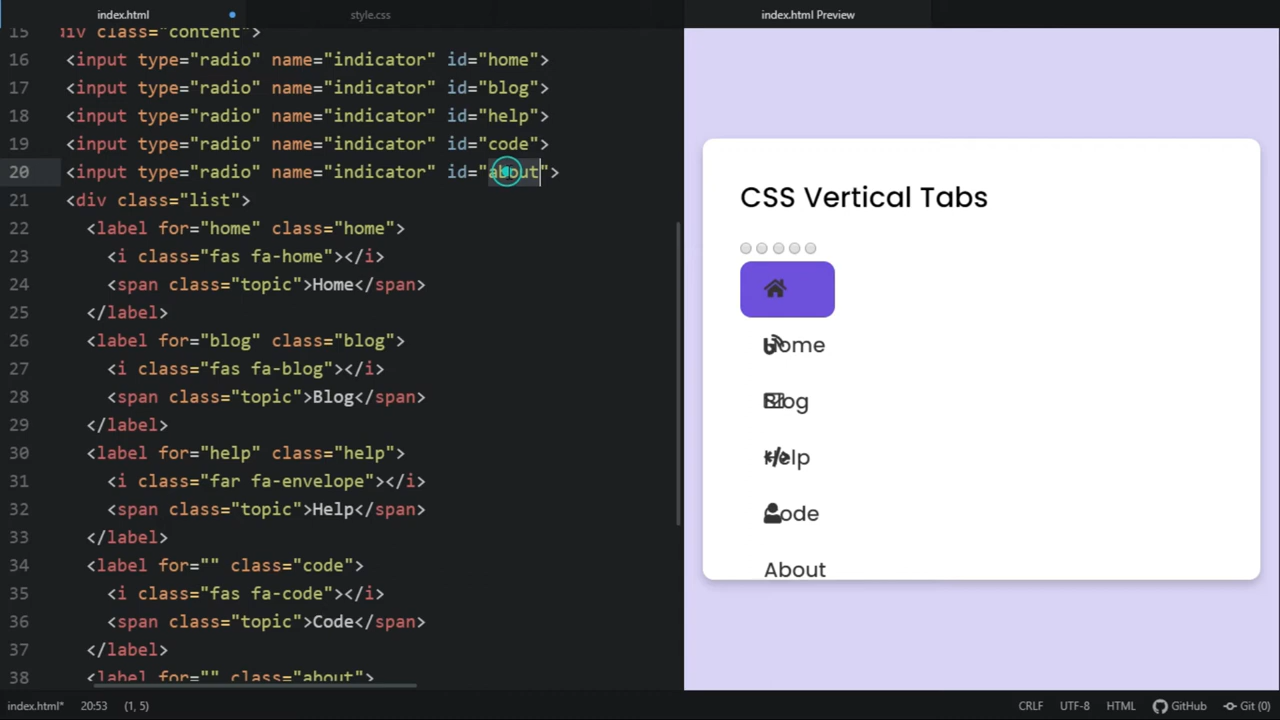 index.html
style.css
index.html Preview
15 div class="content">
16 <input type="radio" name="indicator" id="home">
17 <input type="radio" name="indicator" id="blog">
18 <input type="radio" name="indicator" id="help">
19 <input type="radio" name="indicator" id="code">
20 <input type="radio" name="indicator" id="about">
21 <div class="list">
22 <label for="home" class="home">
23 <i class="fas fa-home"></i>
24 <span class="topic">Home</span>
25 </label>
26 <label for="blog" class="blog">
27 <i class="fas fa-blog"></i>
28 <span class="topic">Blog</span>
29 </label>
30 <label for="help" class="help">
31 <i class="far fa-envelope"></i>
32 <span class="topic">Help</span>
33 </label>
34 <label for="" class="code">
35 <i class="fas fa-code"></i>
36 <span class="topic">Code</span>
37 </label>
38 <label for="" class="about">
CSS Vertical Tabs
Home
Blog
Help
Code
About
index.html* 20:53 (1, 5)
CRLF UTF-8 HTML GitHub Git (0)